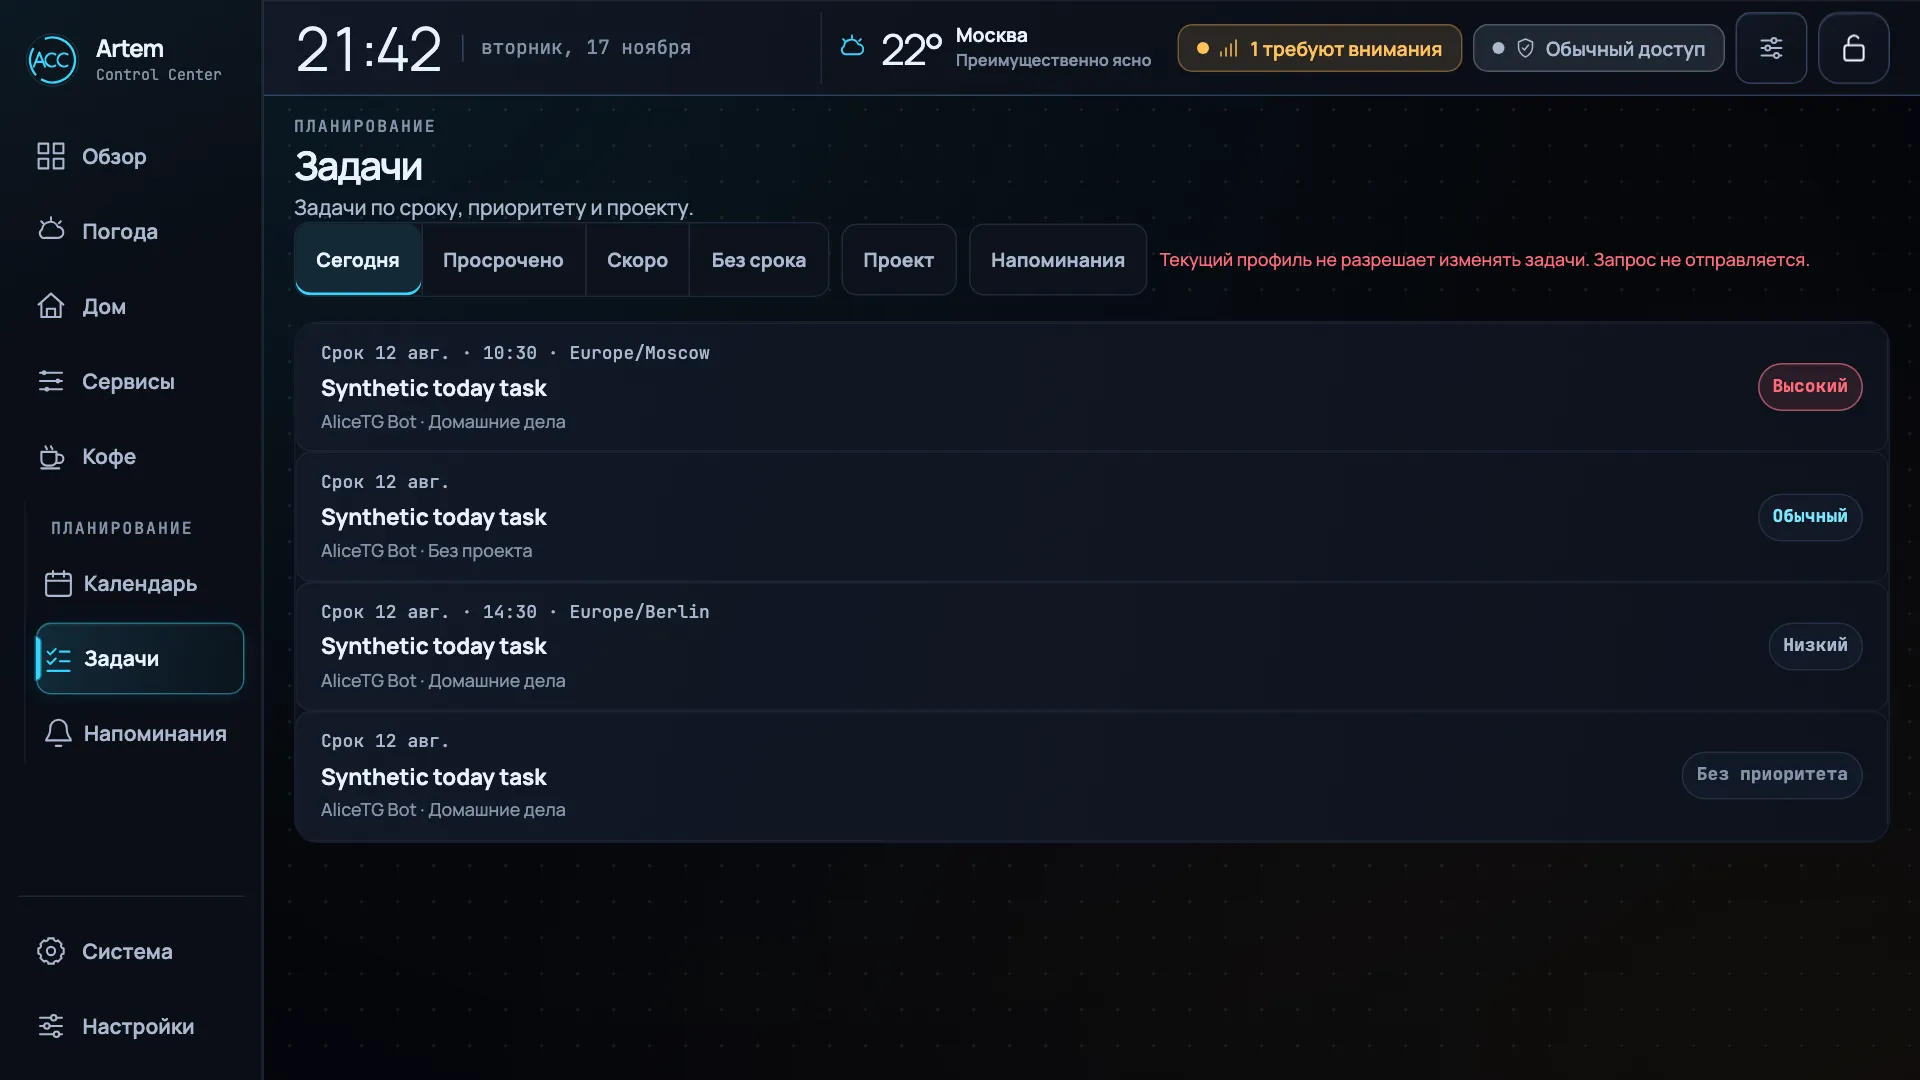 ACC
Artem
Control Center
Обзор
Погода
Дом
Сервисы
Кофе
ПЛАНИРОВАНИЕ
Календарь
Задачи
Напоминания
Система
Настройки
21:42
вторник, 17 ноября
22°
Москва
Преимущественно ясно
1 требуют внимания
Обычный доступ
ПЛАНИРОВАНИЕ
Задачи
Задачи по сроку, приоритету и проекту.
Сегодня
Просрочено
Скоро
Без срока
Проект
Напоминания
Текущий профиль не разрешает изменять задачи. Запрос не отправляется.
Срок 12 авг. · 10:30 · Europe/Moscow
Synthetic today task
AliceTG Bot · Домашние дела
Высокий
Срок 12 авг.
Synthetic today task
AliceTG Bot · Без проекта
Обычный
Срок 12 авг. · 14:30 · Europe/Berlin
Synthetic today task
AliceTG Bot · Домашние дела
Низкий
Срок 12 авг.
Synthetic today task
AliceTG Bot · Домашние дела
Без приоритета